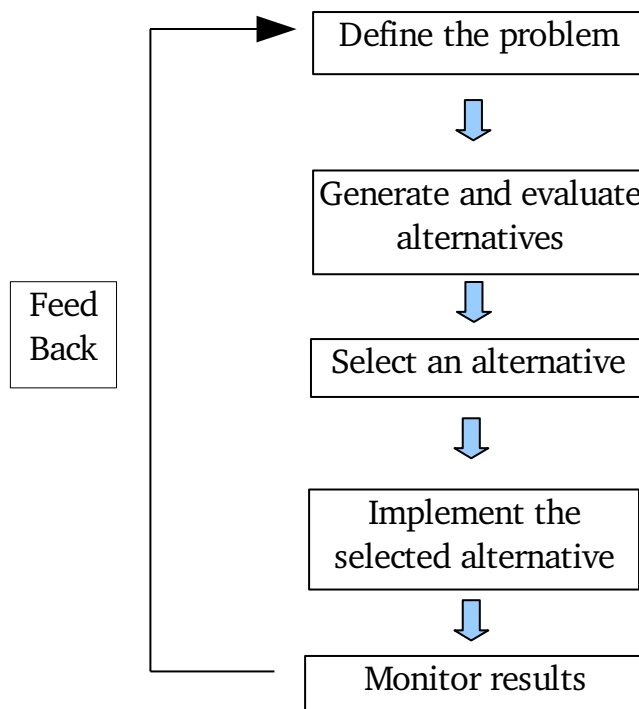 Define the problem
Generate and evaluate
alternatives
Feed
Back
Select an alternative
Implement the
selected alternative
Monitor results